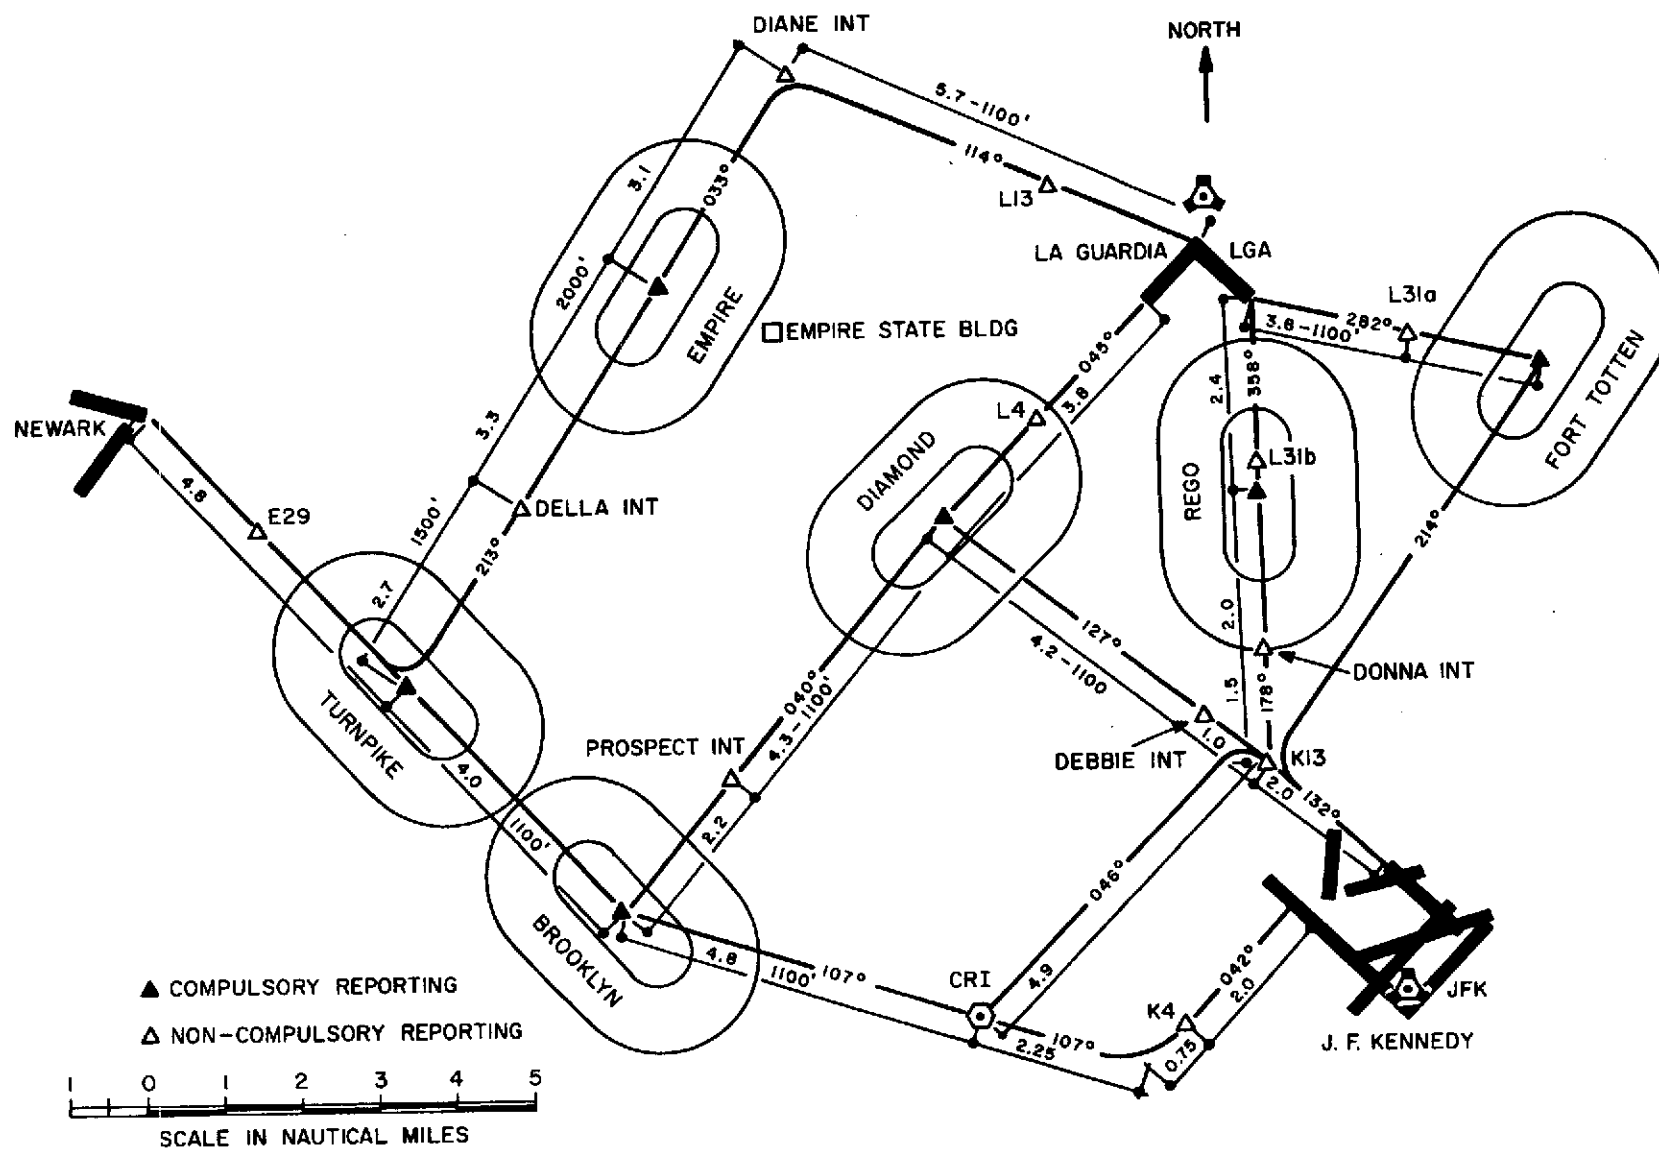 DIANE INT
NORTH
5.7-1100'
114°
L13
3.1
033°
LA GUARDIA
LGA
L31a
282°
3.8-1100'
2000'
EMPIRE
EMPIRE STATE BLDG
045°
3.8
2.4
358°
FORT TOTTEN
NEWARK
4.8
E29
3.3
DELLA INT
1500'
213°
L4
DIAMOND
REGO
L31b
214°
2.7
TURNPIKE
127°
4.2-1100
2.0
DONNA INT
1.5
178°
040°
4.3-1100'
PROSPECT INT
DEBBIE INT
1.0
K13
2.0
132°
4.0
1100'
2.2
046°
BROOKLYN
4.8
1100'
107°
CRI
4.9
042°
2.0
K4
107°
2.25
0.75
JFK
J. F. KENNEDY
COMPULSORY REPORTING
NON-COMPULSORY REPORTING
1 0 1 2 3 4 5
SCALE IN NAUTICAL MILES